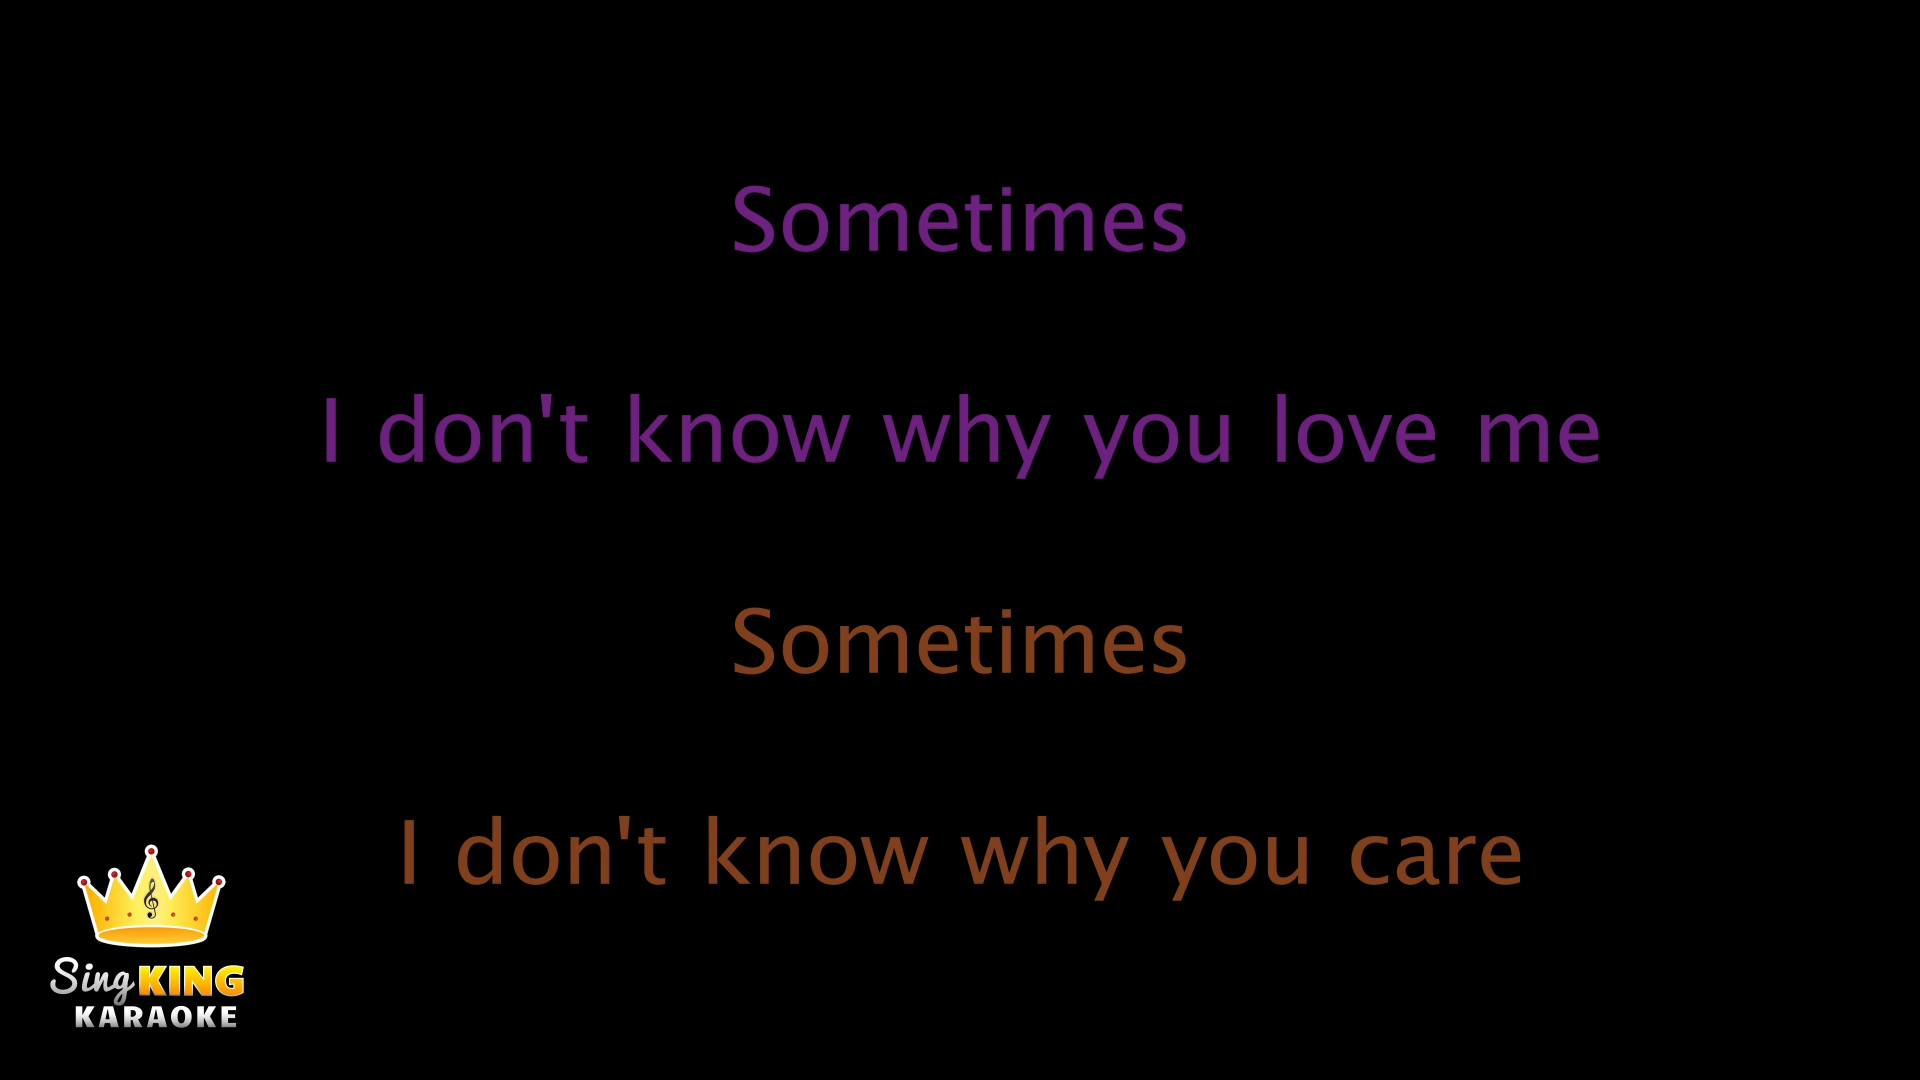 Sometimes
I don't know why you love me
Sometimes
I don't know why you care
Sing KING
KARAOKE